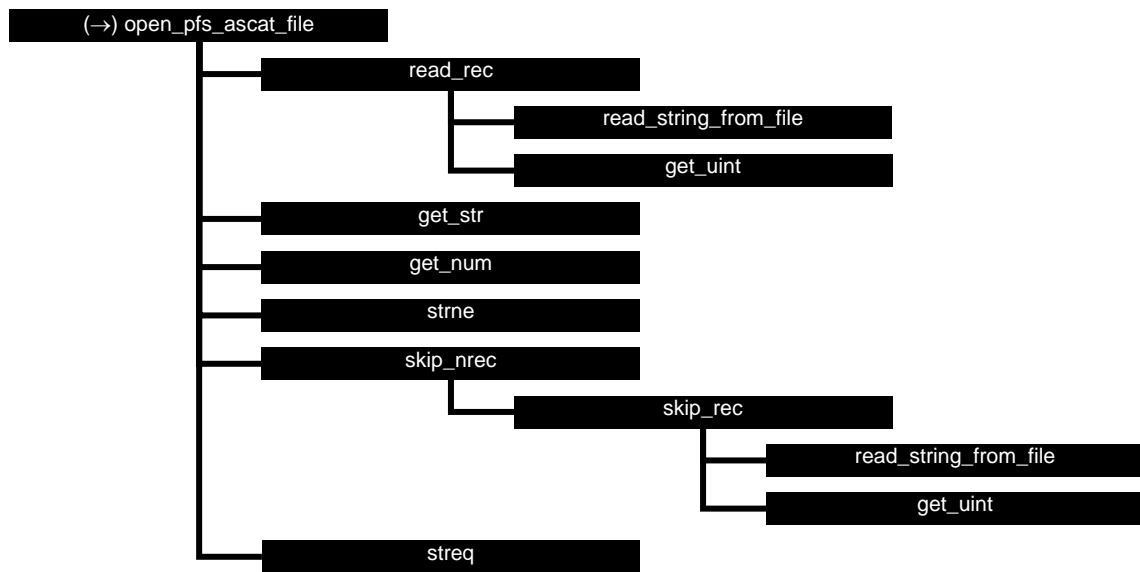 (→) open_pfs_ascat_file
read_rec
read_string_from_file
get_uint
get_str
get_num
strne
skip_nrec
skip_rec
read_string_from_file
get_uint
streq